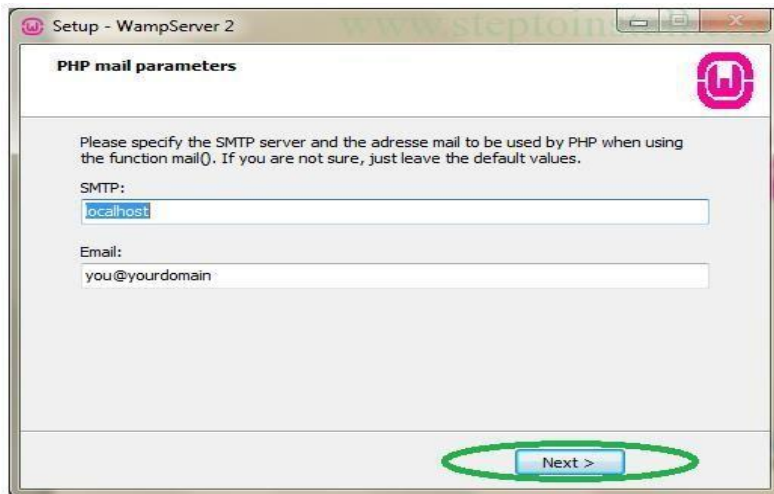 Setup - WampServer 2
PHP mail parameters
Please specify the SMTP server and the adresse mail to be used by PHP when using
the function mail(). If you are not sure, just leave the default values.
SMTP:
localhost
Email:
you@yourdomain
Next >